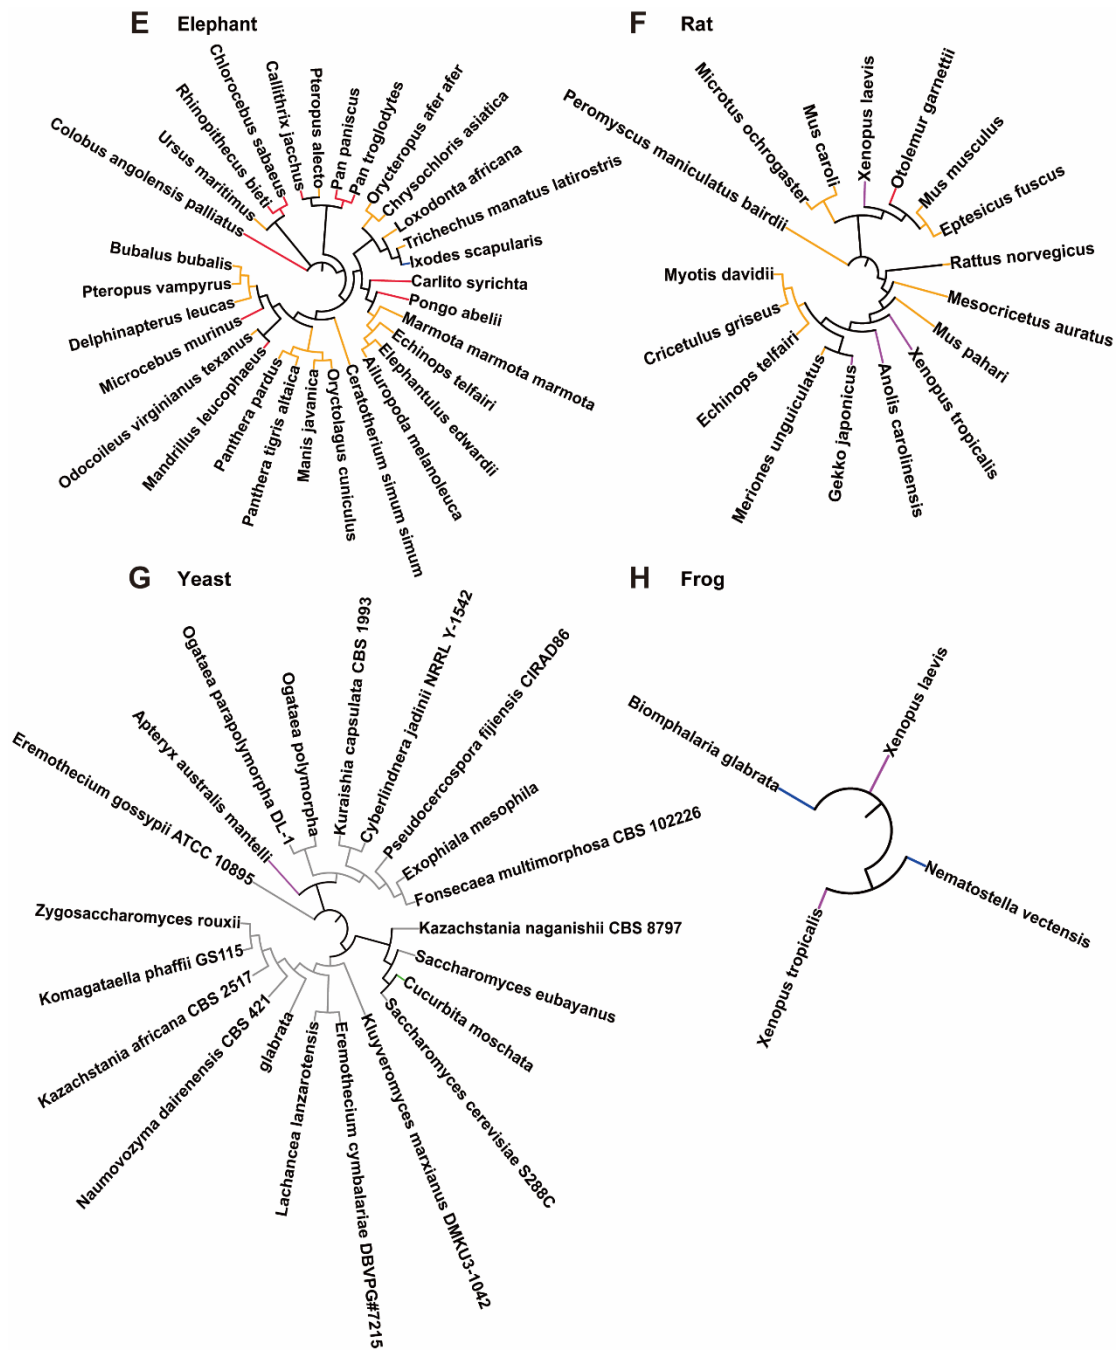 E Elephant
Colobus angolensis palliatus
Ursus maritimus
Rhinopithecus bieti
Chlorocebus sabaeus
Callithrix jacchus
Pteropus alecto
Pan paniscus
Pan troglodytes
Orycteropus afer afer
Chrysochloris asiatica
Loxodonta africana
Trichechus manatus latirostris
Ixodes scapularis
Carlito syrichta
Pongo abelii
Marmota marmota marmota
Echinops telfairi
Elephantulus edwardii
Ailuropoda melanoleuca
Ceratotherium simum simum
Oryctolagus cuniculus
Manis javanica
Panthera tigris altaica
Panthera pardus
Mandrillus leucophaeus
Odocoileus virginianus texanus
Microcebus murinus
Delphinapterus leucas
Pteropus vampyrus
Bubalus bubalis
F Rat
Peromyscus maniculatus bairdii
Microtus ochrogaster
Mus caroli
Xenopus laevis
Otolemur garnettii
Mus musculus
Eptesicus fuscus
Rattus norvegicus
Mesocricetus auratus
Mus pahari
Xenopus tropicalis
Anolis carolinensis
Gekko japonicus
Meriones unguiculatus
Echinops telfairi
Cricetulus griseus
Myotis davidii
G Yeast
Eremothecium gossypii ATCC 10895
Apteryx australis mantelli
Ogataea parapolymorpha DL-1
Ogataea polymorpha
Kuraishia capsulata CBS 1993
Cyberlindnera jadinii NRRL Y-1542
Pseudocercospora fijiensis CIRAD86
Exophiala mesophila
Fonsecaea multimorphosa CBS 102226
Kazachstania naganishii CBS 8797
Saccharomyces eubayanus
Cucurbita moschata
Saccharomyces cerevisiae S288C
Kluyveromyces marxianus DMKU3-1042
Eremothecium cymbalariae DBVPG#7215
Lachancea lanzarotensis
glabrata
Naumovozyma dairenensis CBS 421
Kazachstania africana CBS 2517
Komagataella phaffii GS115
Zygosaccharomyces rouxii
H Frog
Biomphalaria glabrata
Xenopus laevis
Nematostella vectensis
Xenopus tropicalis